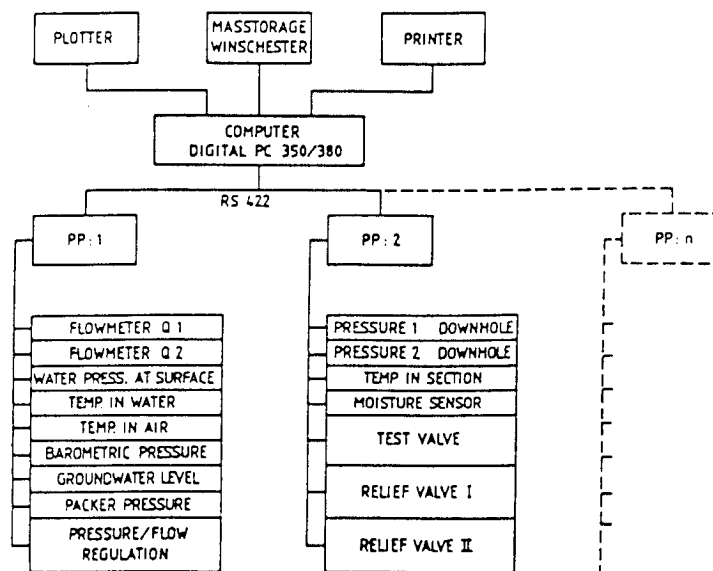 PLOTTER
MASSTORAGE
WINSCHESTER
PRINTER
COMPUTER
DIGITAL PC 350/380
RS 422
PP: 1
PP: 2
PP: n
FLOWMETER Q 1
FLOWMETER Q 2
WATER PRESS. AT SURFACE
TEMP. IN WATER
TEMP. IN AIR
BAROMETRIC PRESSURE
GROUNDWATER LEVEL
PACKER PRESSURE
PRESSURE/FLOW
REGULATION
PRESSURE 1 DOWNHOLE
PRESSURE 2 DOWNHOLE
TEMP IN SECTION
MOISTURE SENSOR
TEST VALVE
RELIEF VALVE I
RELIEF VALVE II